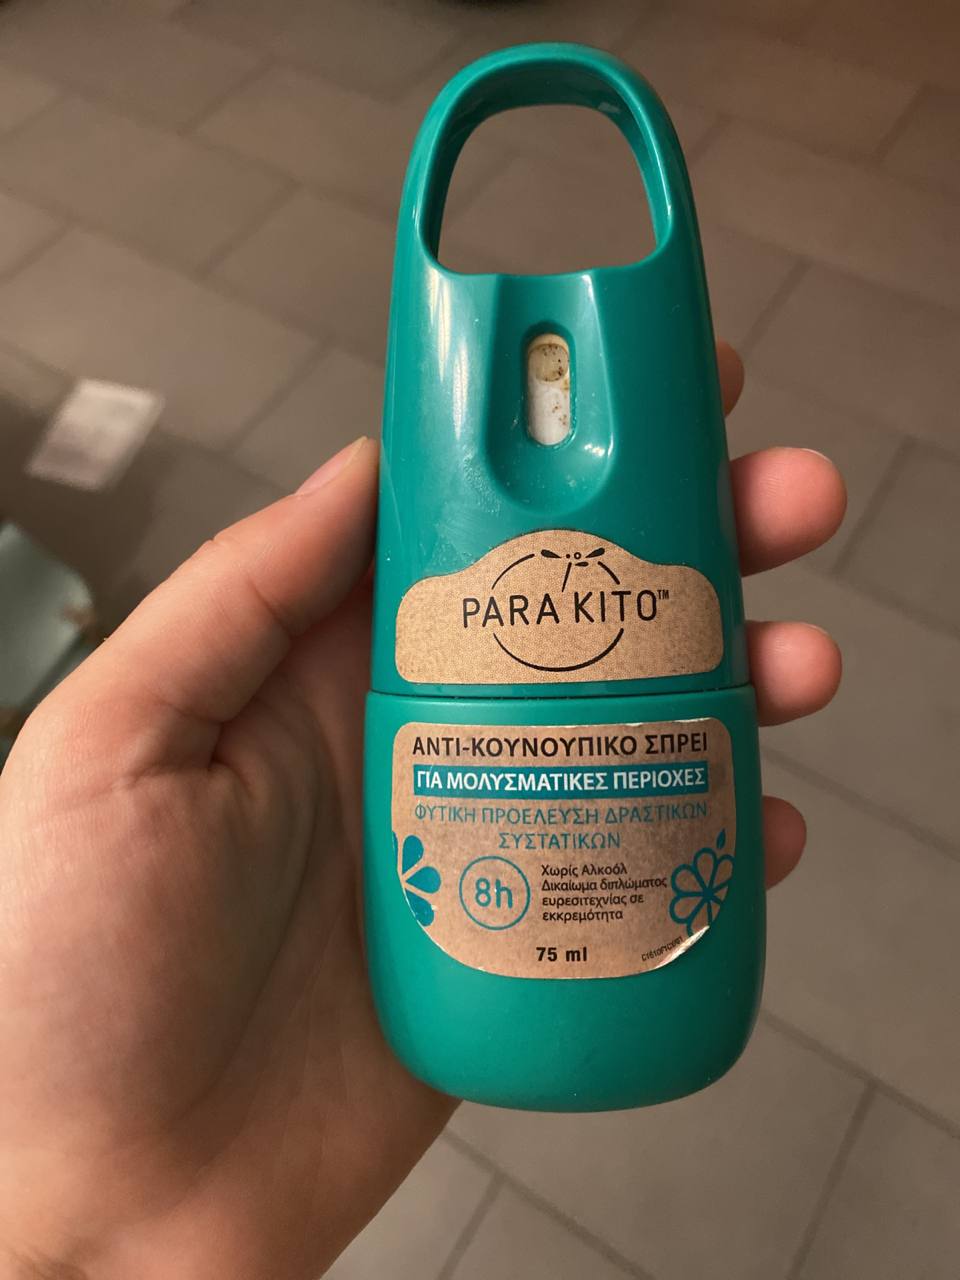 PARA'KITO™
ΑΝΤΙ-ΚΟΥΝΟΥΠΙΚΟ ΣΠΡΕΙ
ΓΙΑ ΜΟΛΥΣΜΑΤΙΚΕΣ ΠΕΡΙΟΧΕΣ
ΦΥΤΙΚΗ ΠΡΟΕΛΕΥΣΗ ΔΡΑΣΤΙΚΩΝ
ΣΥΣΤΑΤΙΚΩΝ
8h
Χωρίς Αλκοόλ
Δικαίωμα διπλώματος
ευρεσιτεχνίας σε
εκκρεμότητα
75 ml